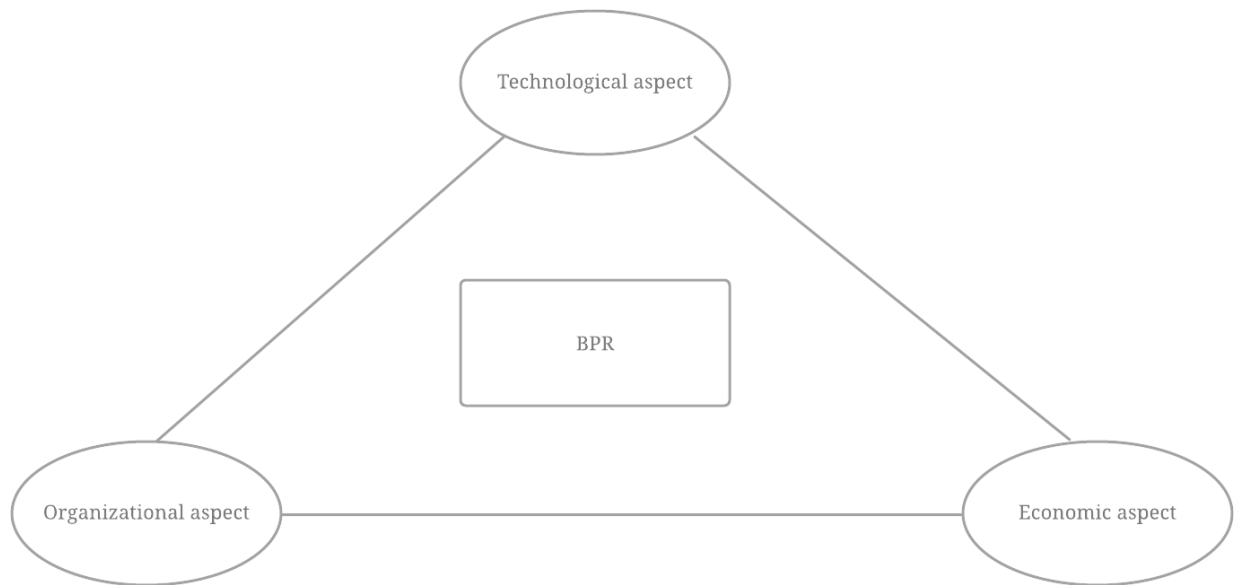 Technological aspect
BPR
Organizational aspect
Economic aspect